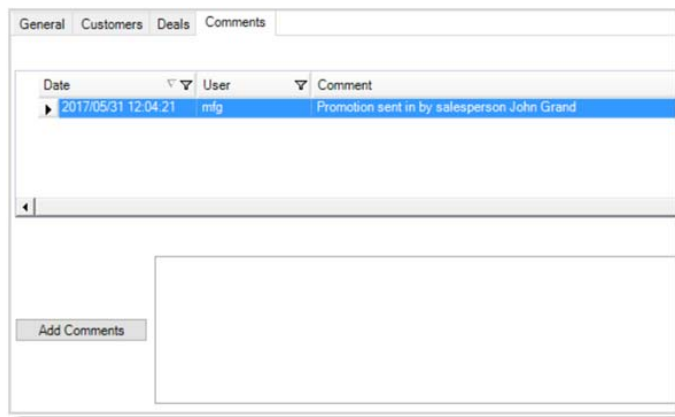 General Customers Deals Comments
Date User Comment
2017/05/31 12:04:21 mfg Promotion sent in by salesperson John Grand
Add Comments